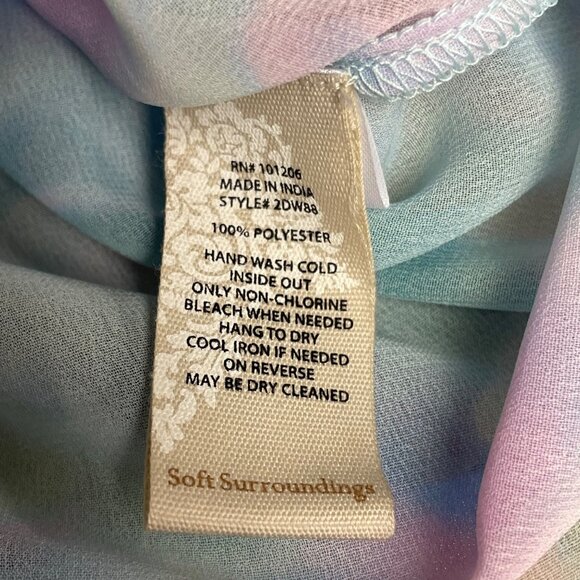 RN# 101206
MADE IN INDIA
STYLE# 2DW88
100% POLYESTER
HAND WASH COLD
INSIDE OUT
ONLY NON-CHLORINE
BLEACH WHEN NEEDED
HANG TO DRY
COOL IRON IF NEEDED
ON REVERSE
MAY BE DRY CLEANED
Soft Surroundings